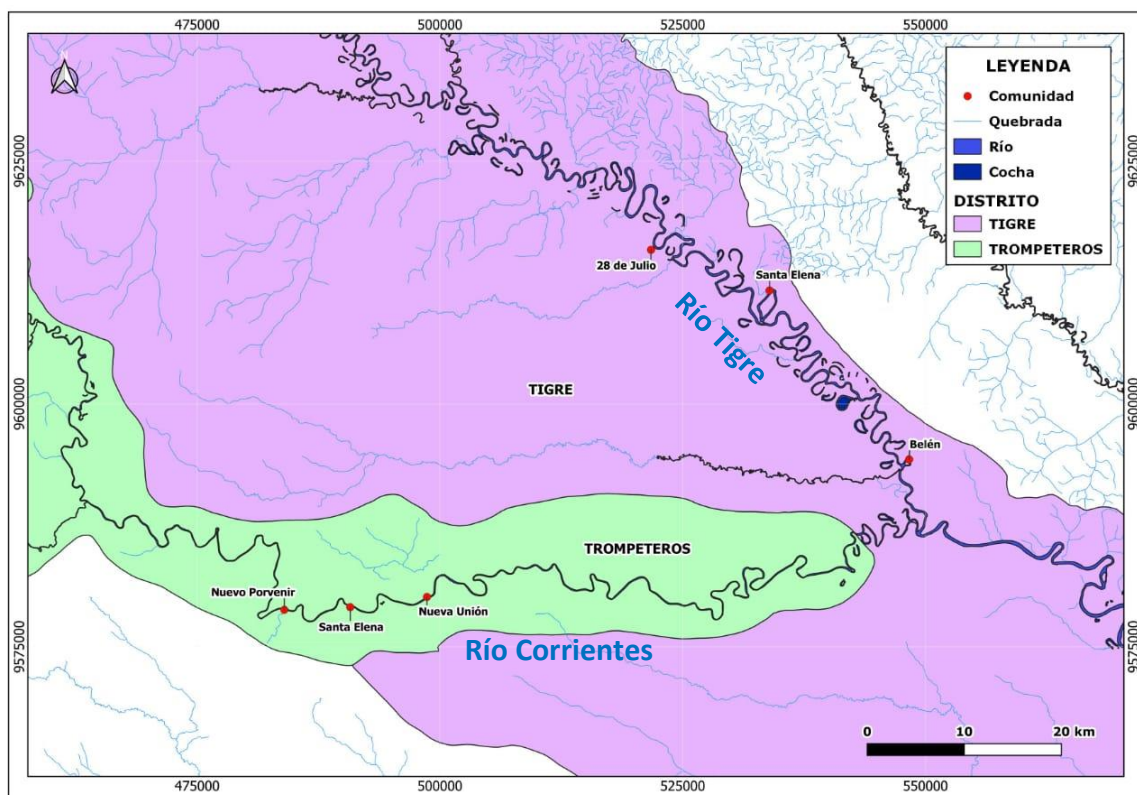 475000 500000 525000 550000
N
LEYENDA
Comunidad
Quebrada
Río
Cocha
DISTRITO
TIGRE
TROMPETEROS
9625000 9625000
28 de Julio
Santa Elena
Río Tigre
TIGRE
9600000 9600000
Belén
TROMPETEROS
Nuevo Porvenir
Santa Elena
Nueva Unión
Río Corrientes
9575000 9575000
0 10 20 km
475000 500000 525000 550000